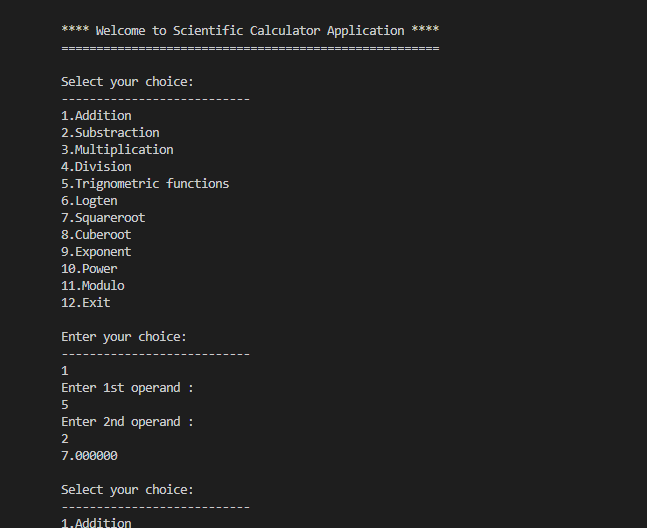 **** Welcome to Scientific Calculator Application ****
======================================================
Select your choice:
---------------------------
1.Addition
2.Substraction
3.Multiplication
4.Division
5.Trignometric functions
6.Logten
7.Squareroot
8.Cuberoot
9.Exponent
10.Power
11.Modulo
12.Exit
Enter your choice:
---------------------------
1
Enter 1st operand :
5
Enter 2nd operand :
2
7.000000
Select your choice:
---------------------------
1.Addition